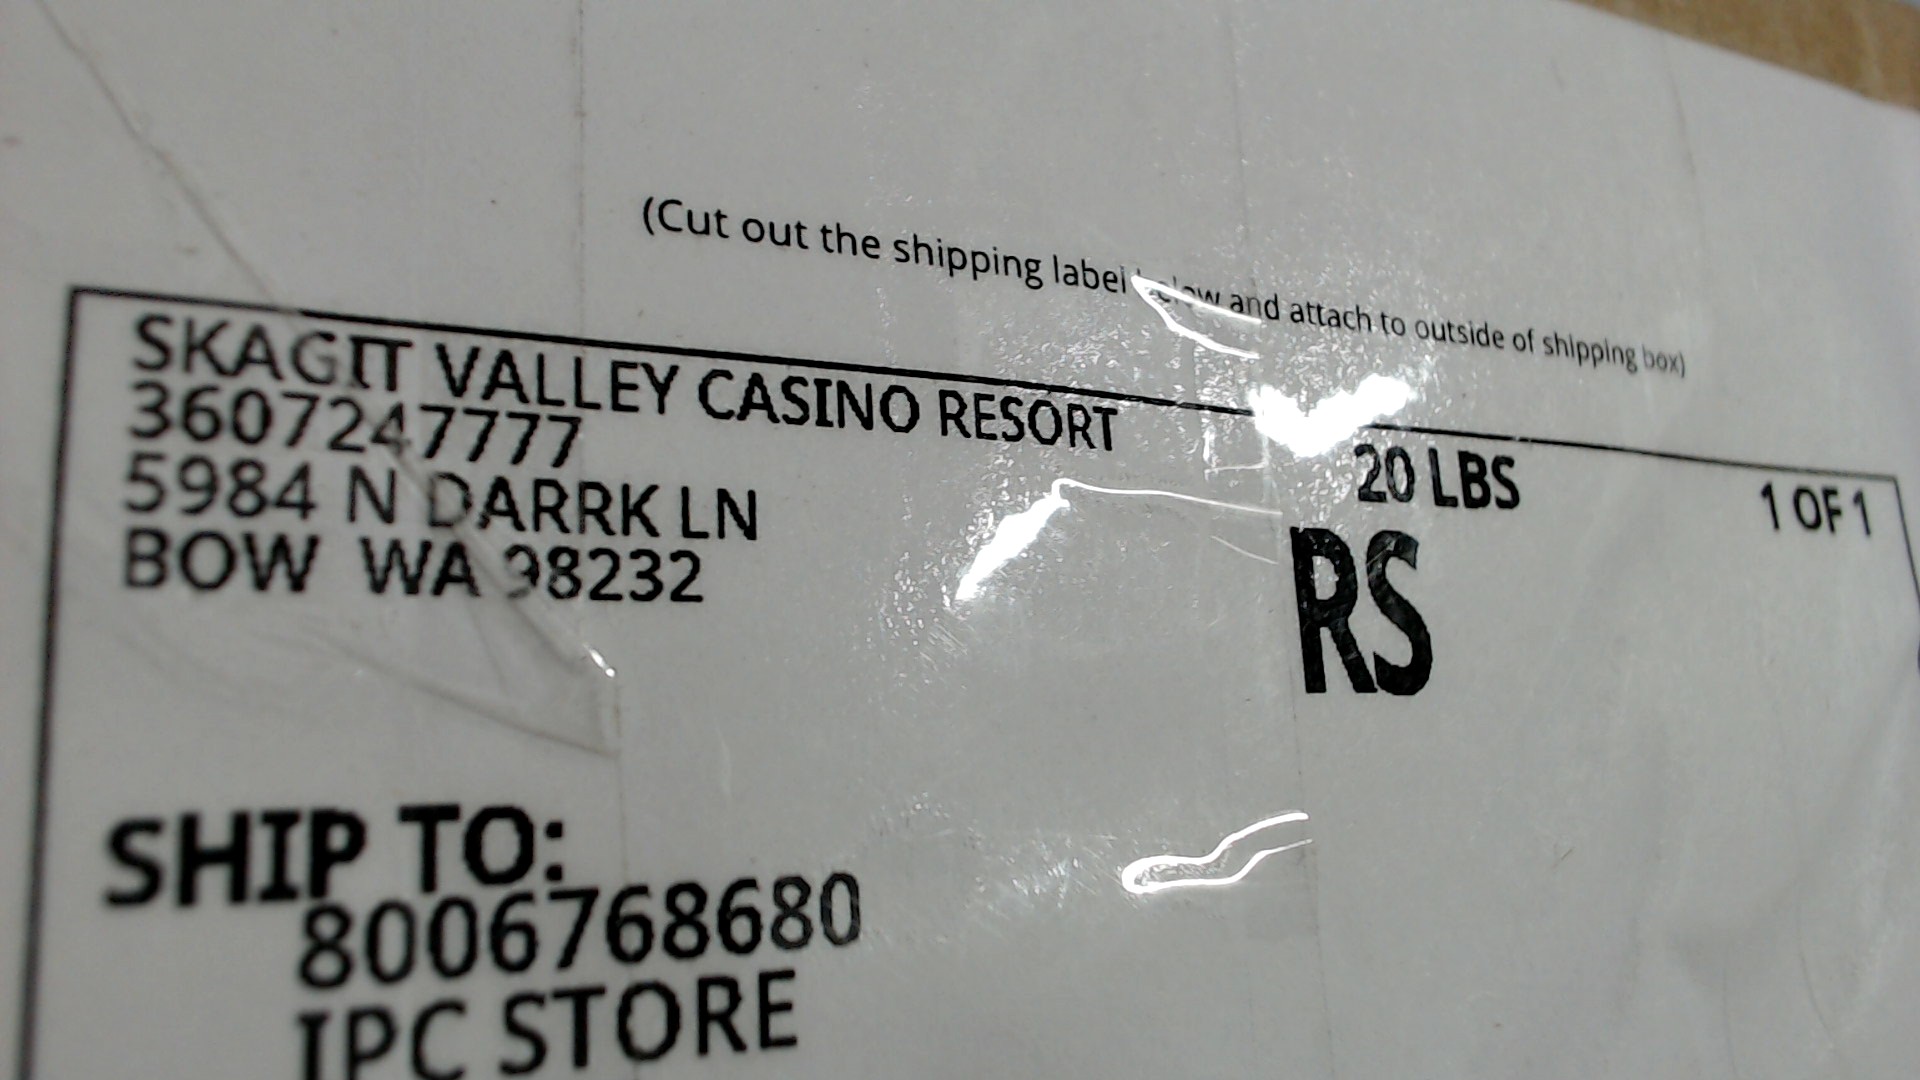 (Cut out the shipping label below and attach to outside of shipping box)
SKAGIT VALLEY CASINO RESORT
3607247777
5984 N DARRK LN
BOW WA 98232
20 LBS
1 OF 1
RS
SHIP TO:
8006768680
IPC STORE